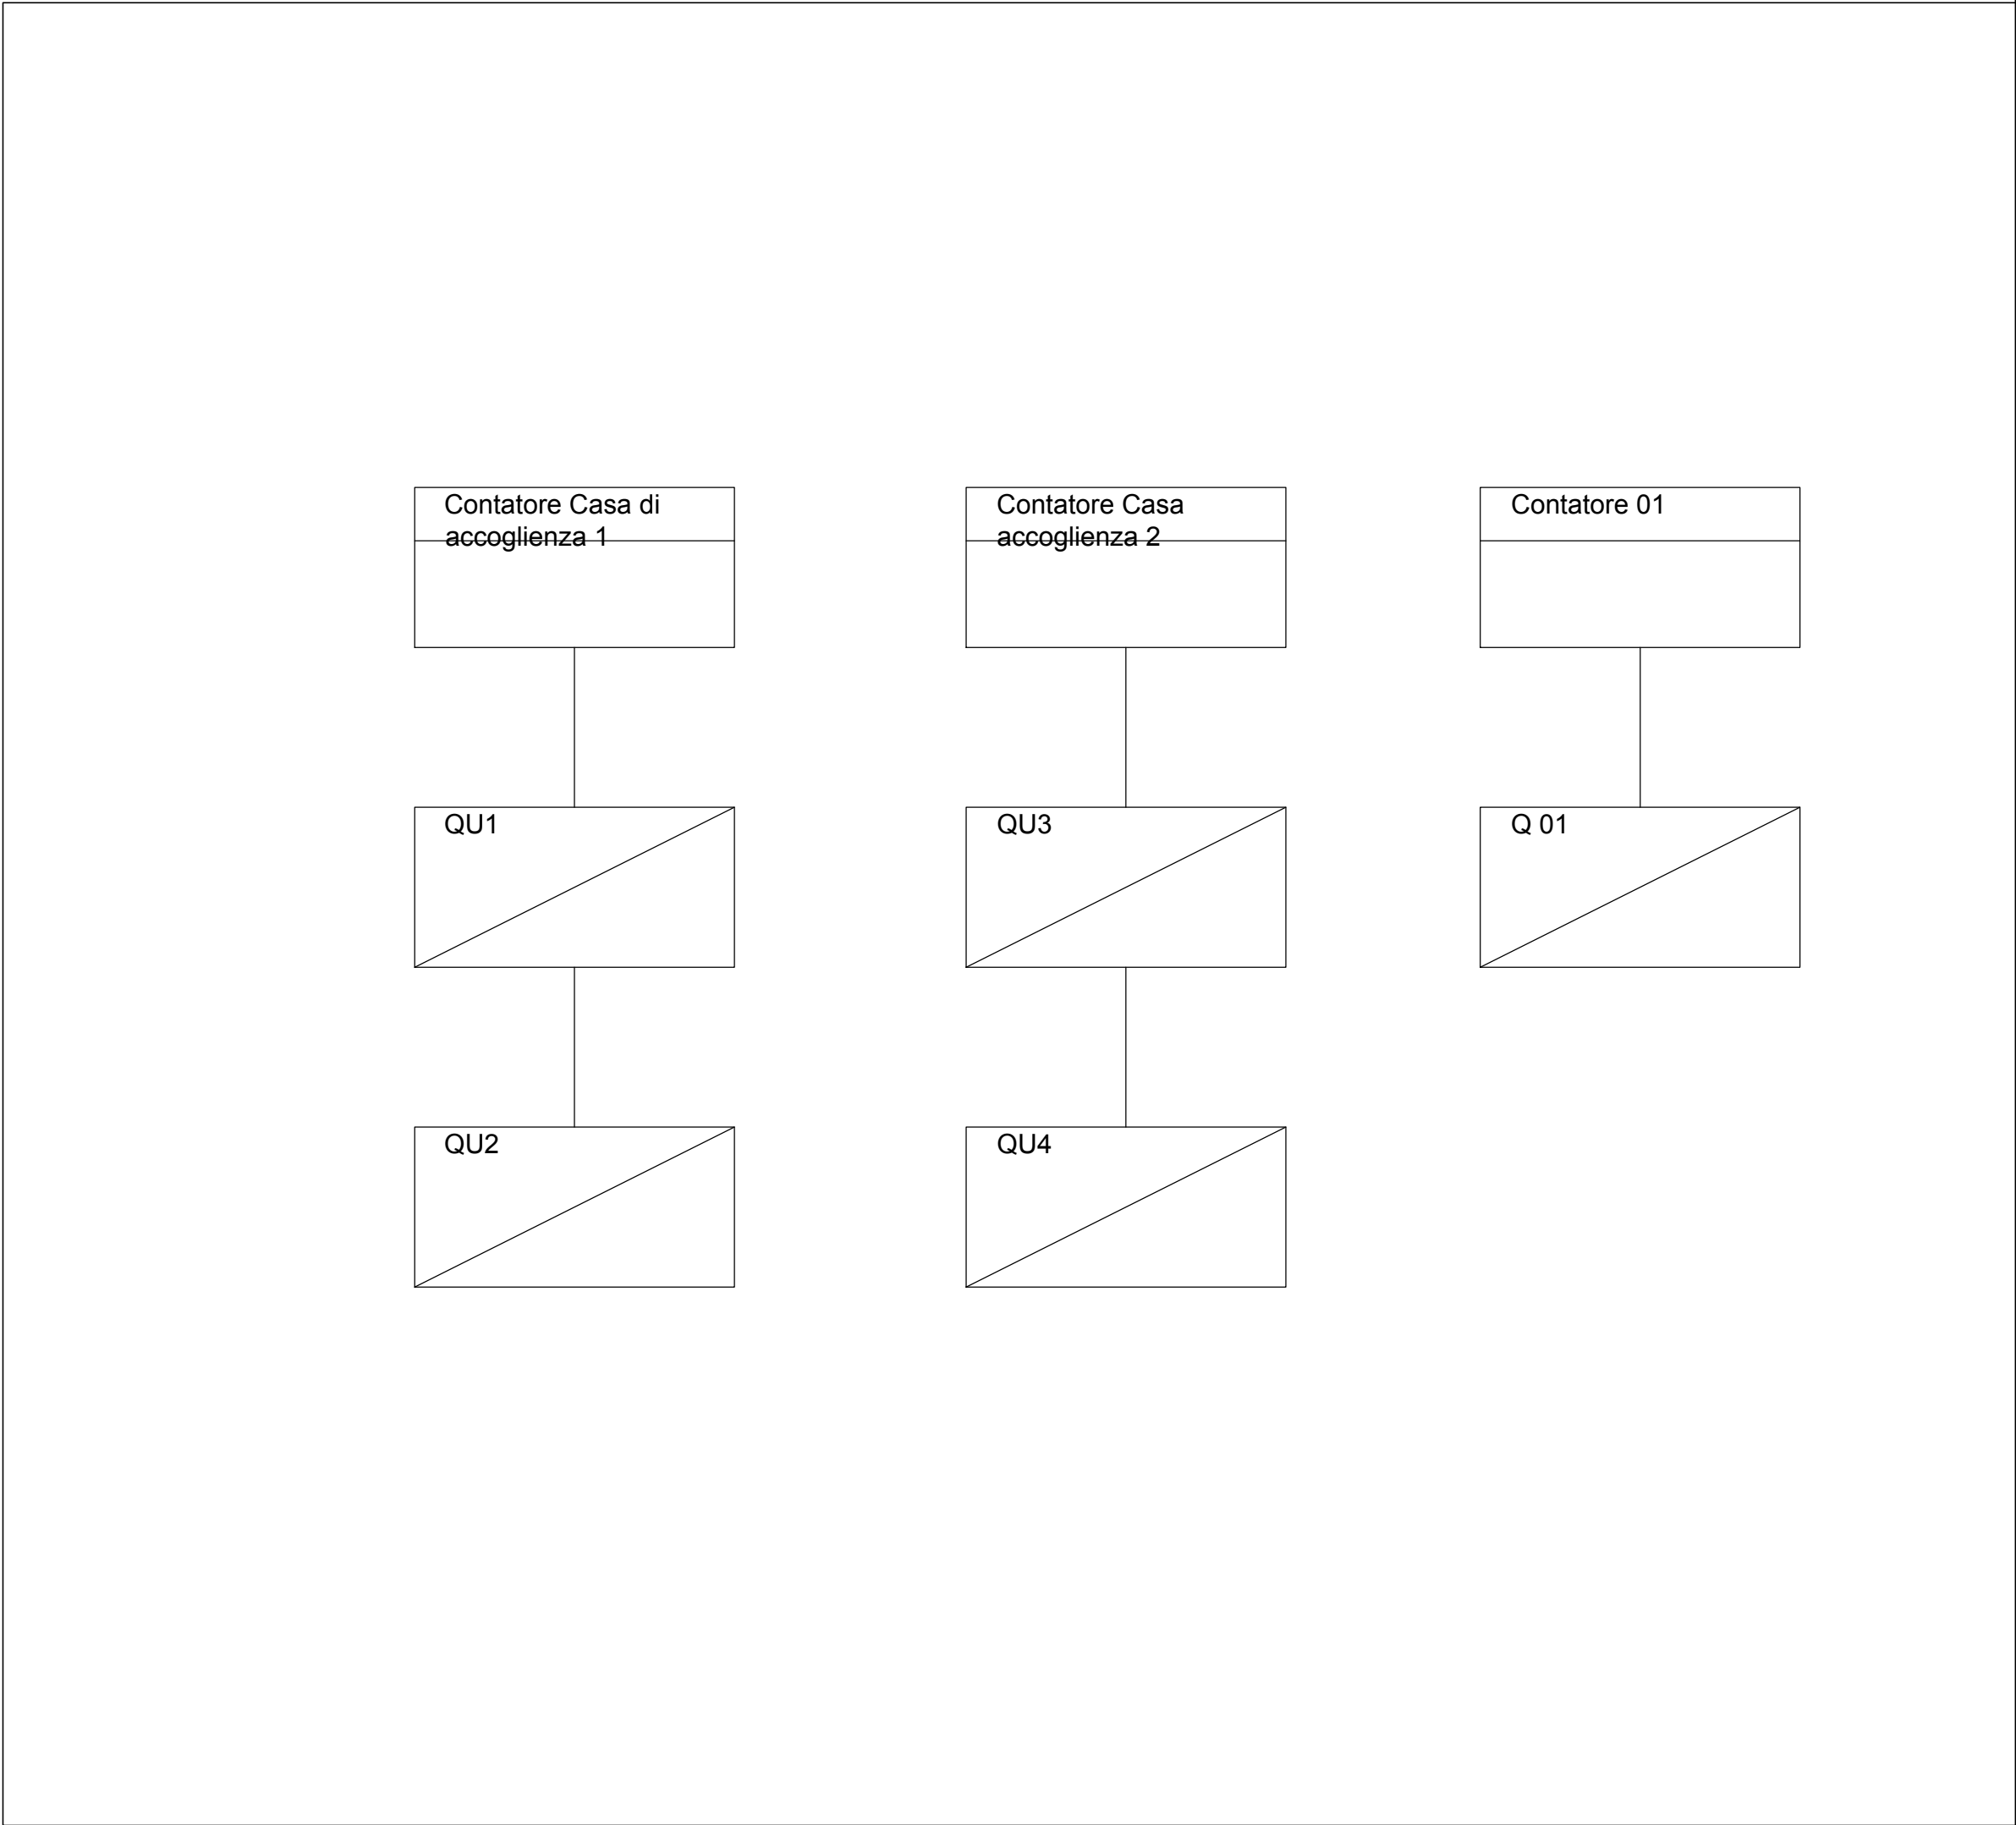 Contatore Casa di
accoglienza 1
Contatore Casa
accoglienza 2
Contatore 01
QU1
QU3
Q 01
QU2
QU4